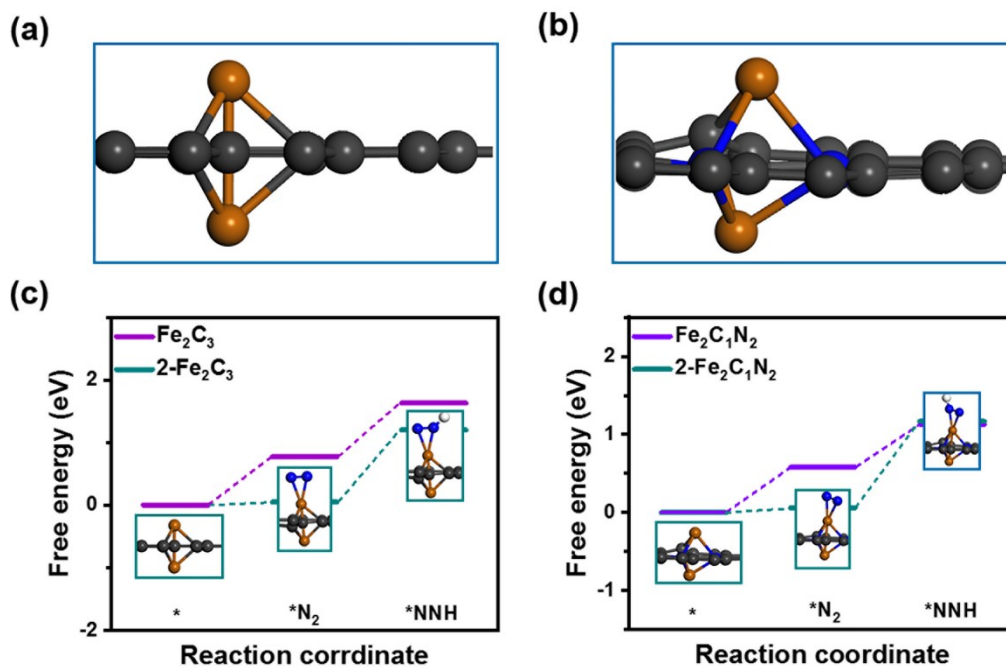 (a)
(b)
(c)
Fe₂C₃
2-Fe₂C₃
Free energy (eV)
2
0
-2
*
*N₂
*NNH
Reaction corrdinate
(d)
Fe₂C₁N₂
2-Fe₂C₁N₂
Free energy (eV)
2
1
0
-1
*
*N₂
*NNH
Reaction coordinate